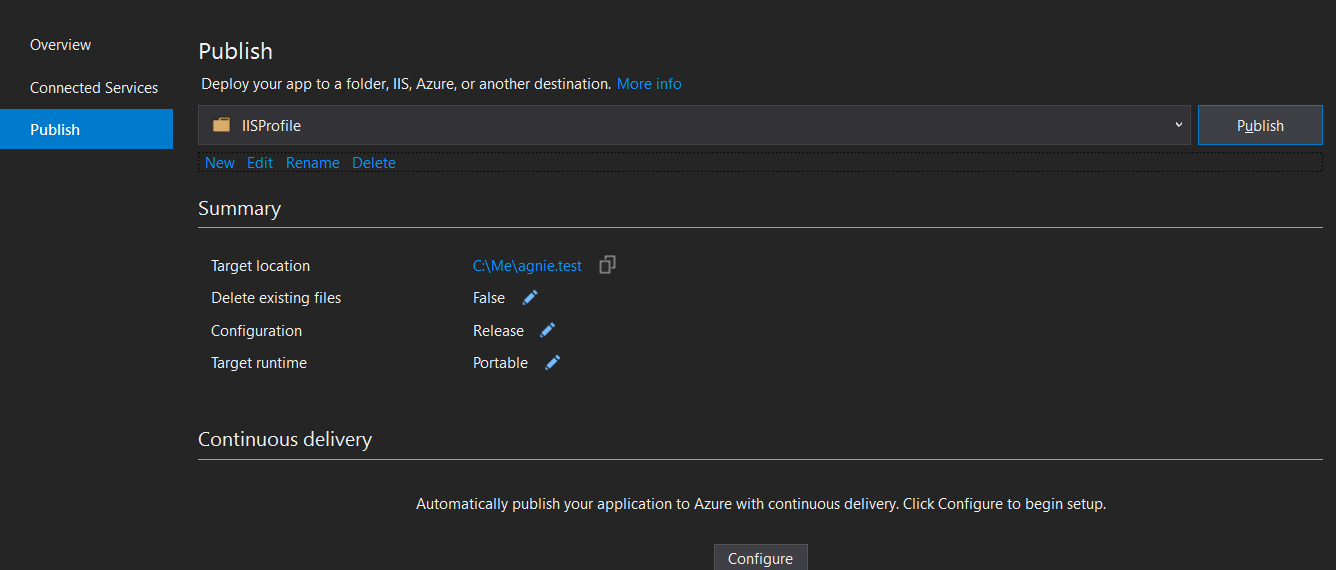 Overview
Connected Services
Publish
Publish
Deploy your app to a folder, IIS, Azure, or another destination. More info
IISProfile
Publish
New Edit Rename Delete
Summary
Target location C:\Me\agnie.test
Delete existing files False
Configuration Release
Target runtime Portable
Continuous delivery
Automatically publish your application to Azure with continuous delivery. Click Configure to begin setup.
Configure